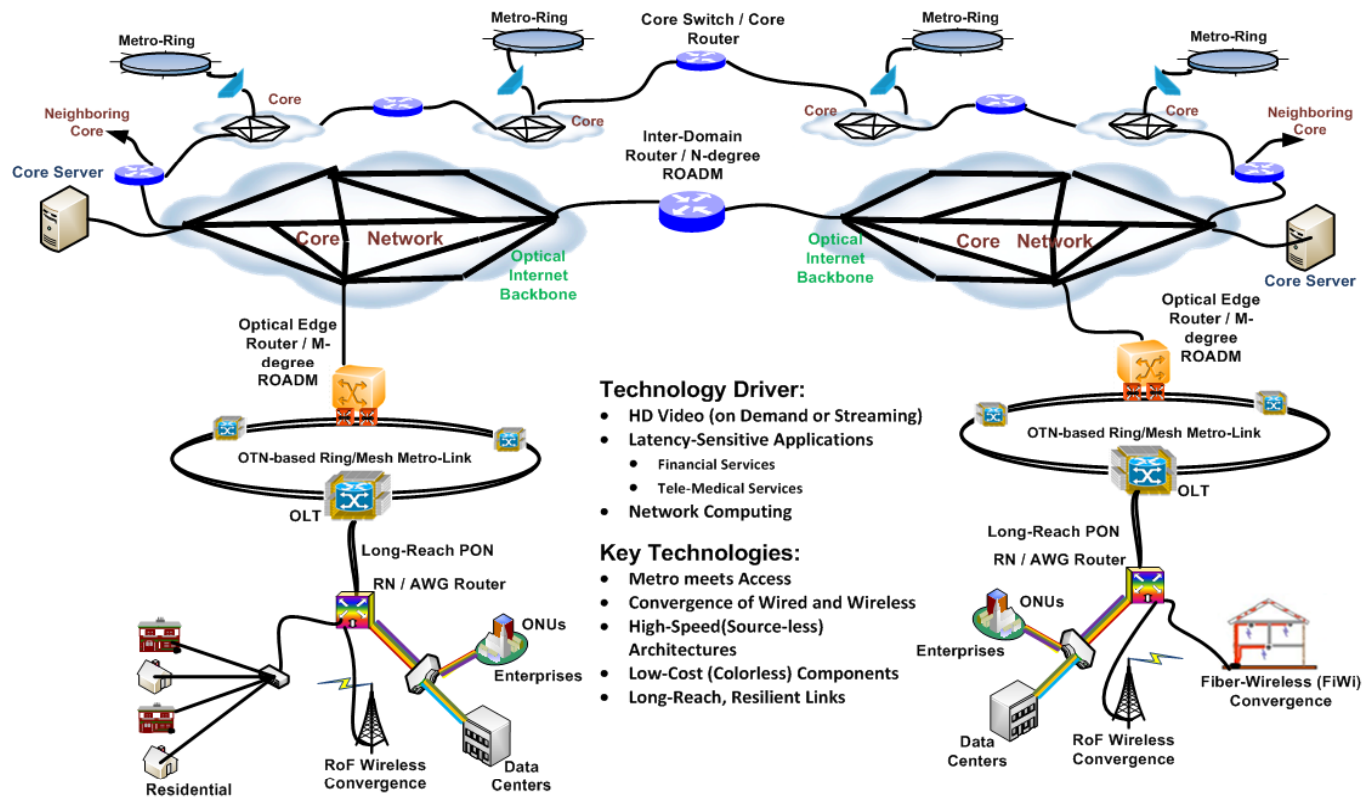 Metro-Ring
Metro-Ring
Core Switch / Core
Router
Metro-Ring
Metro-Ring
Core
Core
Core
Core
Neighboring
Core
Neighboring
Core
Inter-Domain
Router / N-degree
ROADM
Core Server
Core Server
Core Network
Core Network
Optical
Internet
Backbone
Optical
Internet
Backbone
Optical Edge
Router / M-
degree
ROADM
Optical Edge
Router / M-
degree
ROADM
OTN-based Ring/Mesh Metro-Link
OLT
Long-Reach PON
RN / AWG Router
ONUs
Enterprises
Residential
RoF Wireless
Convergence
Data
Centers
Technology Driver:
• HD Video (on Demand or Streaming)
• Latency-Sensitive Applications
• Financial Services
• Tele-Medical Services
• Network Computing
Key Technologies:
• Metro meets Access
• Convergence of Wired and Wireless
• High-Speed(Source-less)
Architectures
• Low-Cost (Colorless) Components
• Long-Reach, Resilient Links
OTN-based Ring/Mesh Metro-Link
OLT
Long-Reach PON
RN / AWG Router
ONUs
Enterprises
Data
Centers
RoF Wireless
Convergence
Fiber-Wireless (FiWi)
Convergence